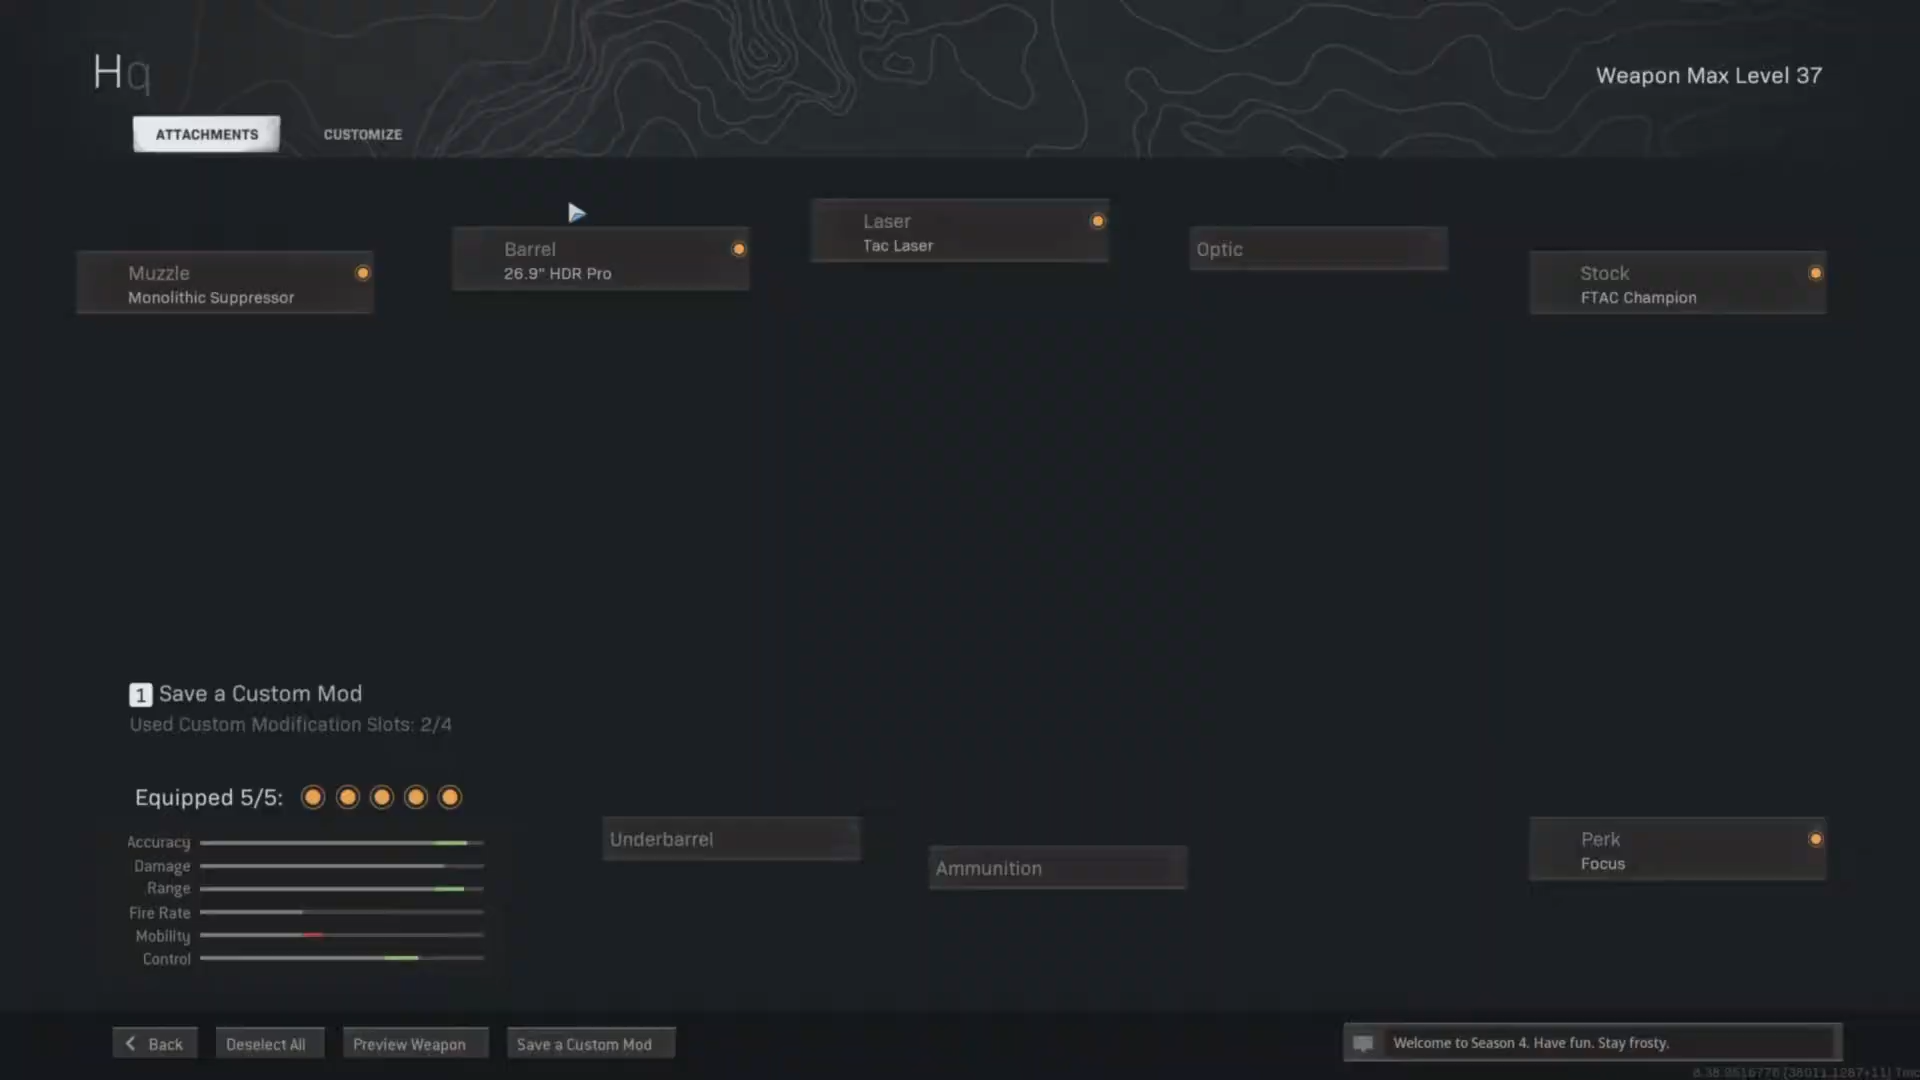 Hq
Weapon Max Level 37
ATTACHMENTS
CUSTOMIZE
Laser
Tac Laser
Barrel
26.9" HDR Pro
Optic
Muzzle
Monolithic Suppressor
Stock
FTAC Champion
1 Save a Custom Mod
Used Custom Modification Slots: 2/4
Equipped 5/5:
Accuracy
Damage
Range
Fire Rate
Mobility
Control
Underbarrel
Ammunition
Perk
Focus
Back
Deselect All
Preview Weapon
Save a Custom Mod
Welcome to Season 4. Have fun. Stay frosty.